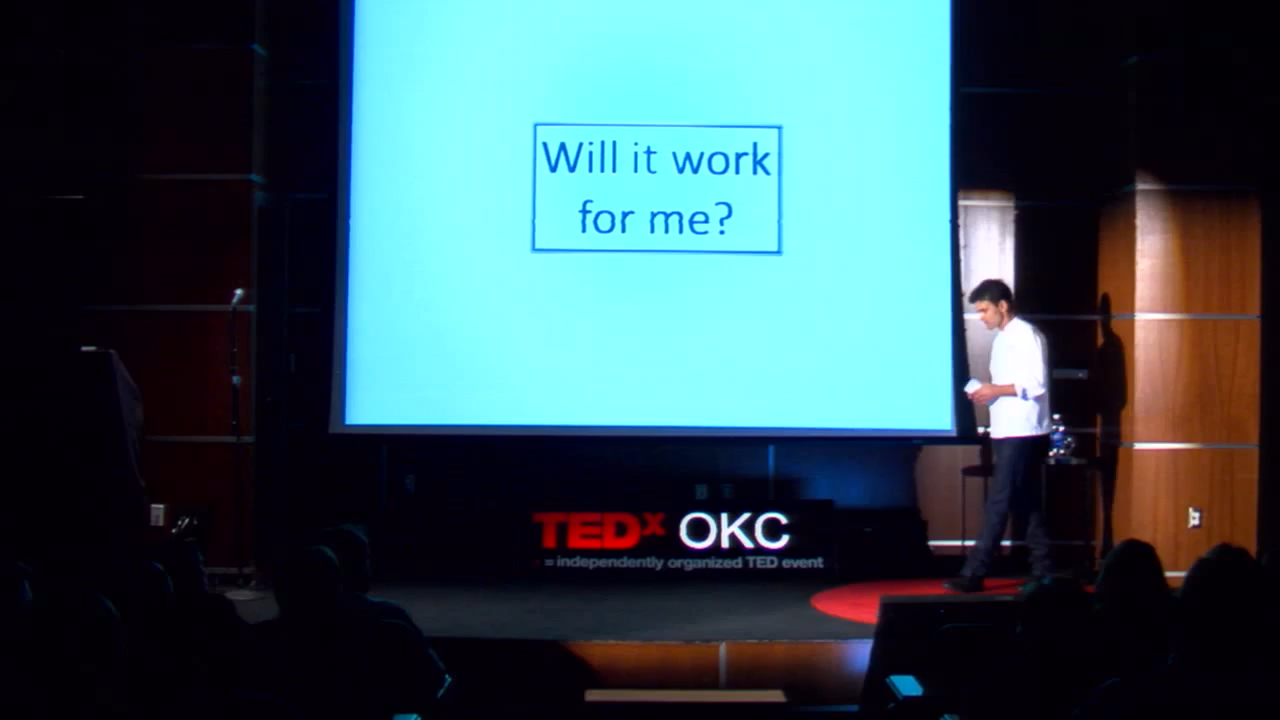 Will it work
for me?
TEDx OKC
= independently organized TED event